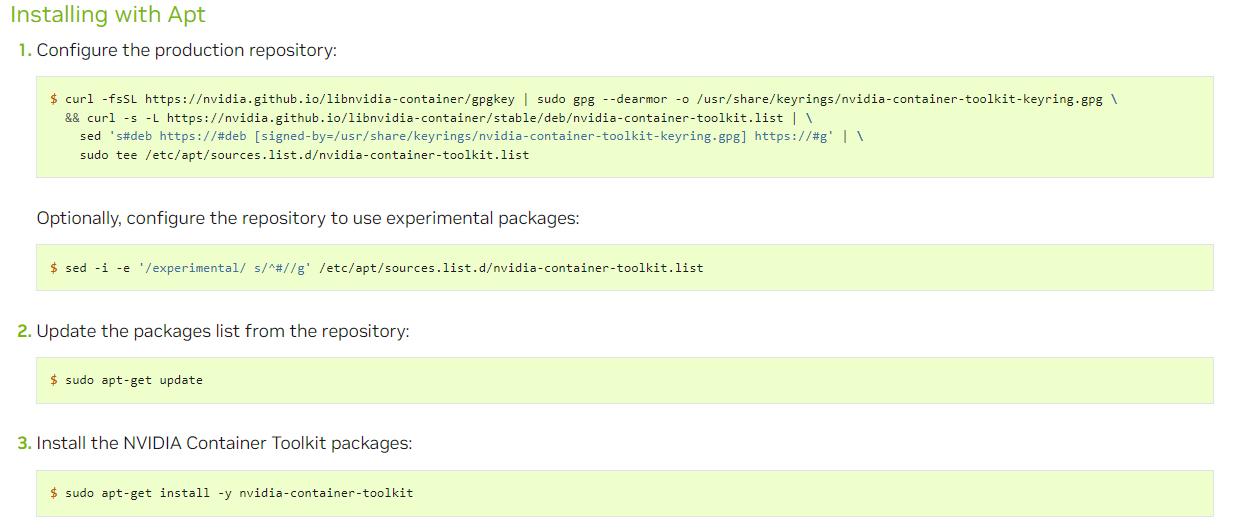 Installing with Apt
1. Configure the production repository:
$ curl -fsSL https://nvidia.github.io/libnvidia-container/gpgkey | sudo gpg --dearmor -o /usr/share/keyrings/nvidia-container-toolkit-keyring.gpg \
  && curl -s -L https://nvidia.github.io/libnvidia-container/stable/deb/nvidia-container-toolkit.list | \
    sed 's#deb https://#deb [signed-by=/usr/share/keyrings/nvidia-container-toolkit-keyring.gpg] https://#g' | \
    sudo tee /etc/apt/sources.list.d/nvidia-container-toolkit.list
Optionally, configure the repository to use experimental packages:
$ sed -i -e '/experimental/ s/^#//g' /etc/apt/sources.list.d/nvidia-container-toolkit.list
2. Update the packages list from the repository:
$ sudo apt-get update
3. Install the NVIDIA Container Toolkit packages:
$ sudo apt-get install -y nvidia-container-toolkit